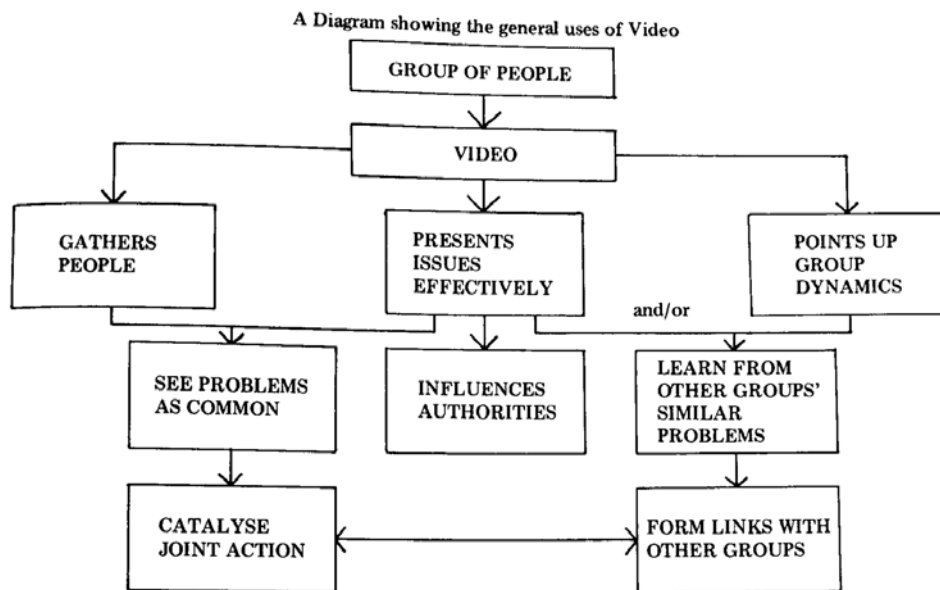 A Diagram showing the general uses of Video
GROUP OF PEOPLE
VIDEO
GATHERS
PEOPLE
PRESENTS
ISSUES
EFFECTIVELY
POINTS UP
GROUP
DYNAMICS
and/or
SEE PROBLEMS
AS COMMON
INFLUENCES
AUTHORITIES
LEARN FROM
OTHER GROUPS'
SIMILAR
PROBLEMS
CATALYSE
JOINT ACTION
FORM LINKS WITH
OTHER GROUPS